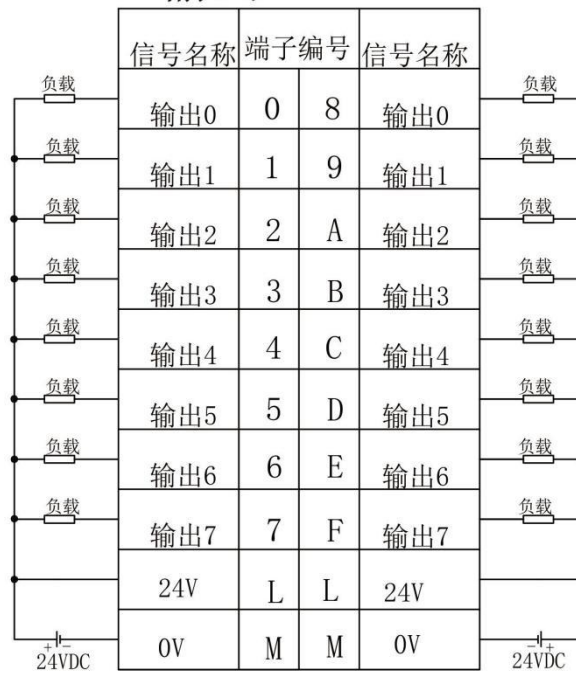 信号名称 端子编号 信号名称
负载 输出0 0 8 输出0 负载
负载 输出1 1 9 输出1 负载
负载 输出2 2 A 输出2 负载
负载 输出3 3 B 输出3 负载
负载 输出4 4 C 输出4 负载
负载 输出5 5 D 输出5 负载
负载 输出6 6 E 输出6 负载
负载 输出7 7 F 输出7 负载
24V L L 24V
+ - 0V M M 0V - +
24VDC 24VDC